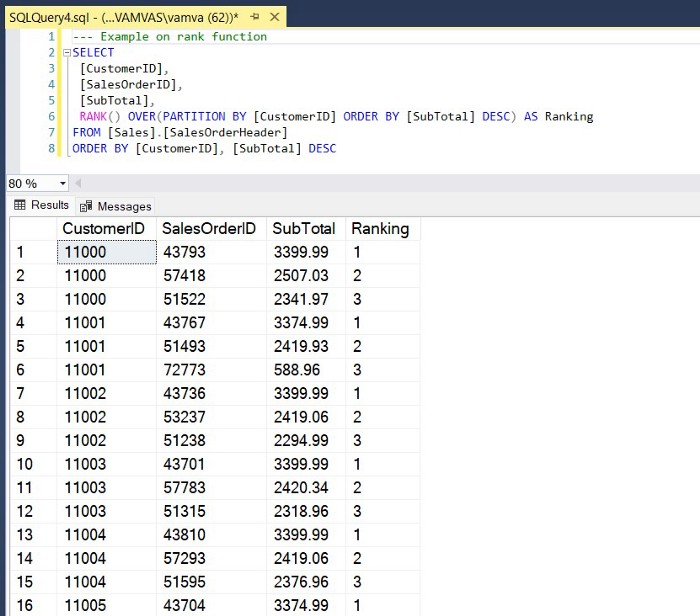 SQLQuery4.sql - (...VAMVAS\vamva (62))*
1 --- Example on rank function
2 SELECT
3 [CustomerID],
4 [SalesOrderID],
5 [SubTotal],
6 RANK() OVER(PARTITION BY [CustomerID] ORDER BY [SubTotal] DESC) AS Ranking
7 FROM [Sales].[SalesOrderHeader]
8 ORDER BY [CustomerID], [SubTotal] DESC
80 %
Results Messages
CustomerID SalesOrderID SubTotal Ranking
1 11000 43793 3399.99 1
2 11000 57418 2507.03 2
3 11000 51522 2341.97 3
4 11001 43767 3374.99 1
5 11001 51493 2419.93 2
6 11001 72773 588.96 3
7 11002 43736 3399.99 1
8 11002 53237 2419.06 2
9 11002 51238 2294.99 3
10 11003 43701 3399.99 1
11 11003 57783 2420.34 2
12 11003 51315 2318.96 3
13 11004 43810 3399.99 1
14 11004 57293 2419.06 2
15 11004 51595 2376.96 3
16 11005 43704 3374.99 1